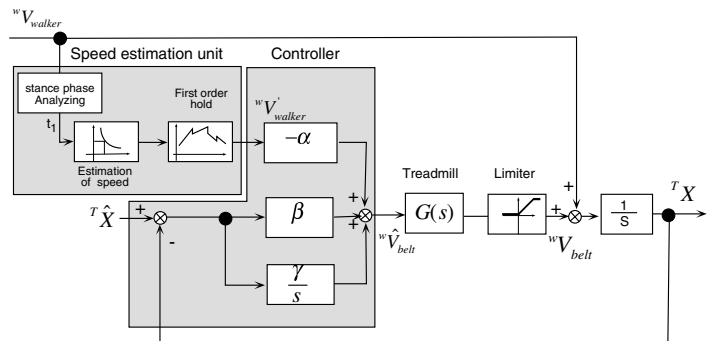 wVwalker
Speed estimation unit
Controller
stance phase
Analyzing
t1
Estimation
of speed
First order
hold
wV'walker
−α
TX̂
+
-
β
γ/s
+
+
wV̂belt
Treadmill
G(s)
Limiter
+
+
wVbelt
1/S
TX